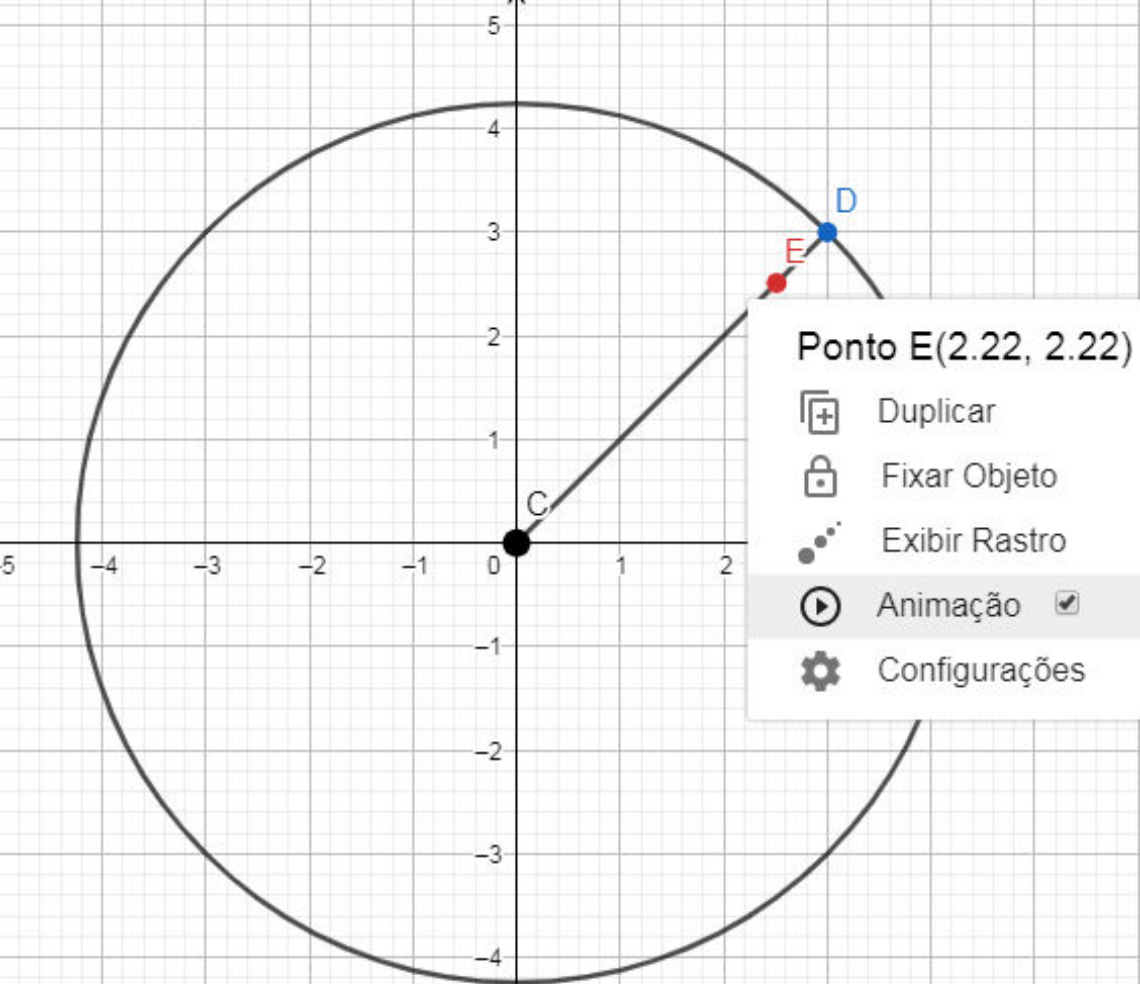 5
4
D
3
E
2
Ponto E(2.22, 2.22)
Duplicar
1
Fixar Objeto
C
Exibir Rastro
-5 –4 –3 –2 –1 0 1 2
Animação
–1
Configurações
–2
–3
–4